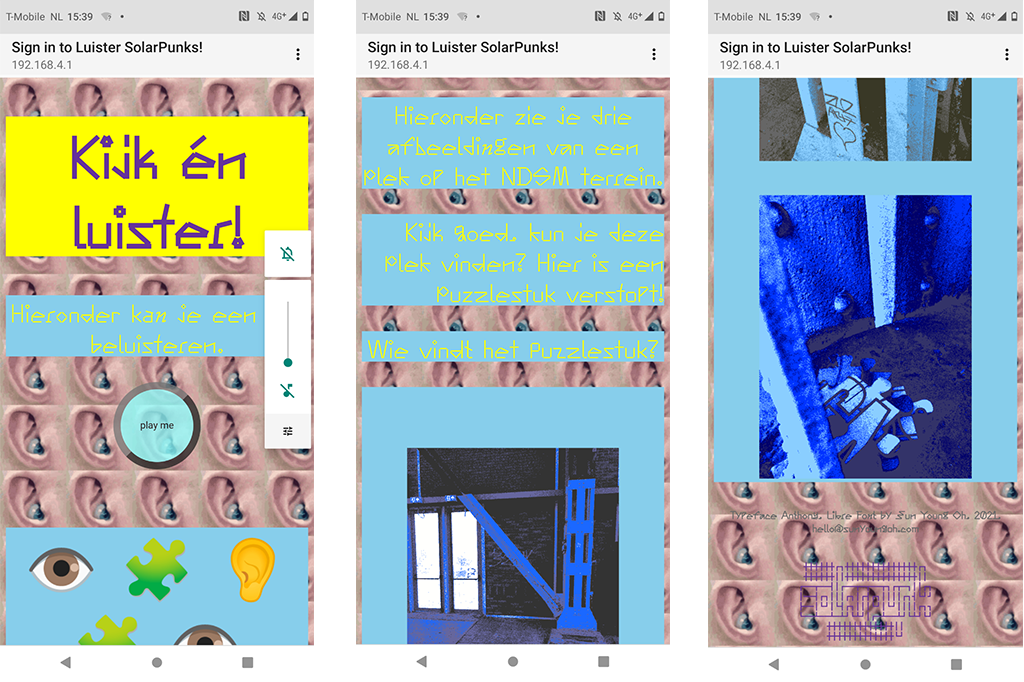 T-Mobile NL 15:39
4G+
Sign in to Luister SolarPunks!
192.168.4.1
Kijk én
luister!
Hieronder kan je een
beluisteren.
play me
T-Mobile NL 15:39
4G+
Sign in to Luister SolarPunks!
192.168.4.1
Hieronder zie je drie
afbeeldingen van een
plek op het NDSM terrein.
Kijk goed, kun je deze
plek vinden? Hier is een
puzzlestuk verstopt!
Wie vindt het puzzlestuk?
T-Mobile NL 15:39
4G+
Sign in to Luister SolarPunks!
192.168.4.1
Typeface Anthony, Libre Font by Sun Young Oh, 2021
hello@sunyoungoh.com
solarpunk